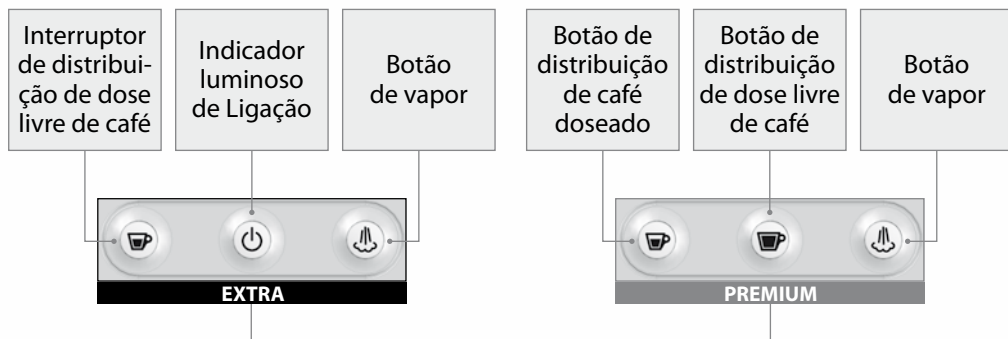 Interruptor
de distribui-
ção de dose
livre de café
Indicador
luminoso
de Ligação
Botão
de vapor
Botão de
distribuição
de café
doseado
Botão de
distribuição
de dose livre
de café
Botão
de vapor
EXTRA
PREMIUM